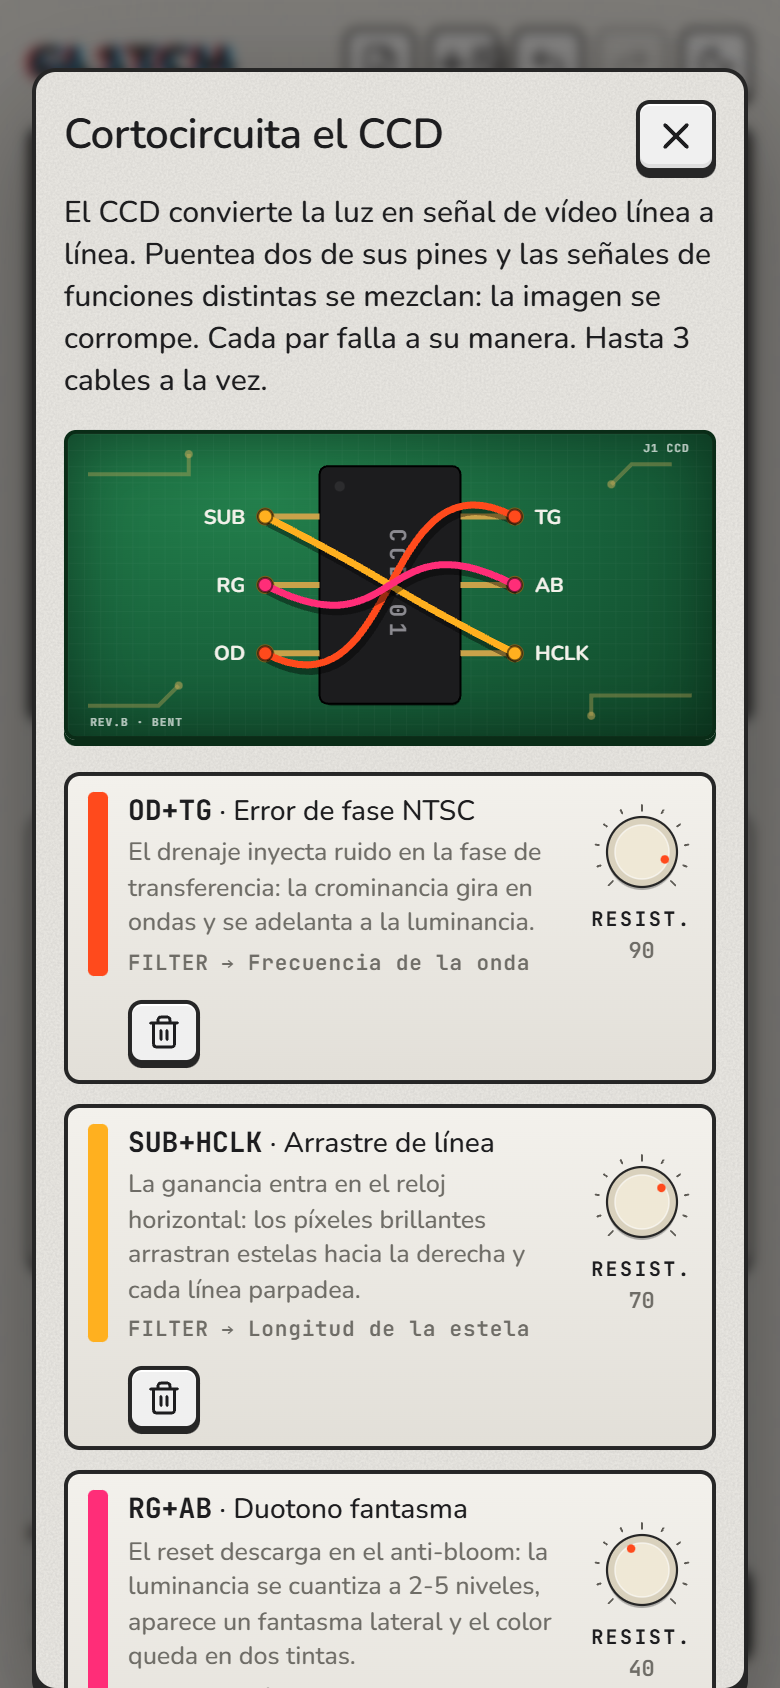 Cortocircuita el CCD
El CCD convierte la luz en señal de vídeo línea a
línea. Puentea dos de sus pines y las señales de
funciones distintas se mezclan: la imagen se
corrompe. Cada par falla a su manera. Hasta 3
cables a la vez.
J1 CCD
SUB
TG
RG
AB
OD
HCLK
REV.B · BENT
OD+TG · Error de fase NTSC
El drenaje inyecta ruido en la fase de
transferencia: la crominancia gira en
ondas y se adelanta a la luminancia.
FILTER → Frecuencia de la onda
RESIST.
90
SUB+HCLK · Arrastre de línea
La ganancia entra en el reloj
horizontal: los píxeles brillantes
arrastran estelas hacia la derecha y
cada línea parpadea.
FILTER → Longitud de la estela
RESIST.
70
RG+AB · Duotono fantasma
El reset descarga en el anti-bloom: la
luminancia se cuantiza a 2-5 niveles,
aparece un fantasma lateral y el color
queda en dos tintas.
RESIST.
40